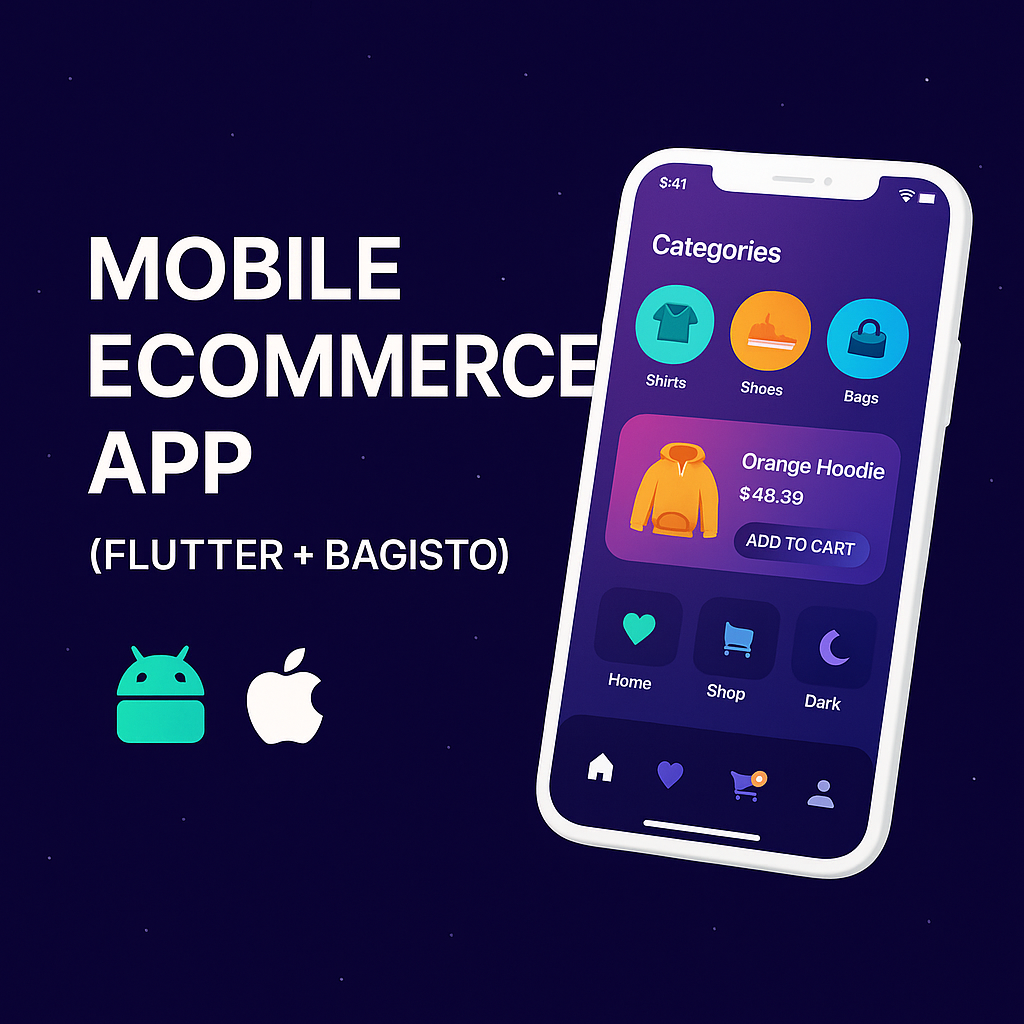 MOBILE
ECOMMERCE
APP
(FLUTTER + BAGISTO)
$:41
Categories
Shirts
Shoes
Bags
Orange Hoodie
$48.39
ADD TO CART
Home
Shop
Dark